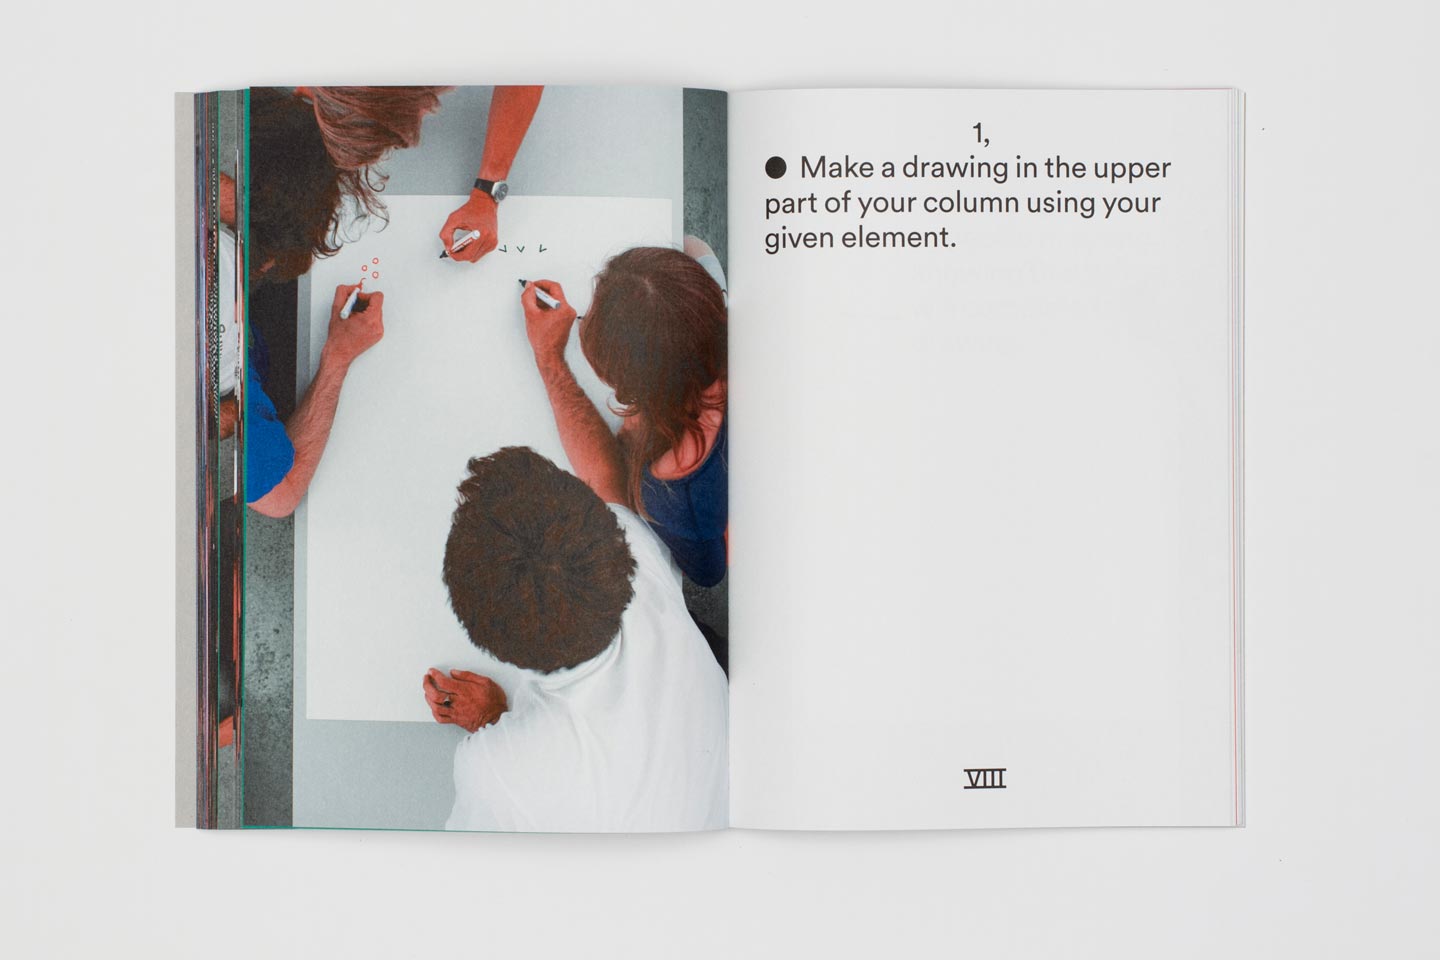 1,
● Make a drawing in the upper
part of your column using your
given element.
VIII